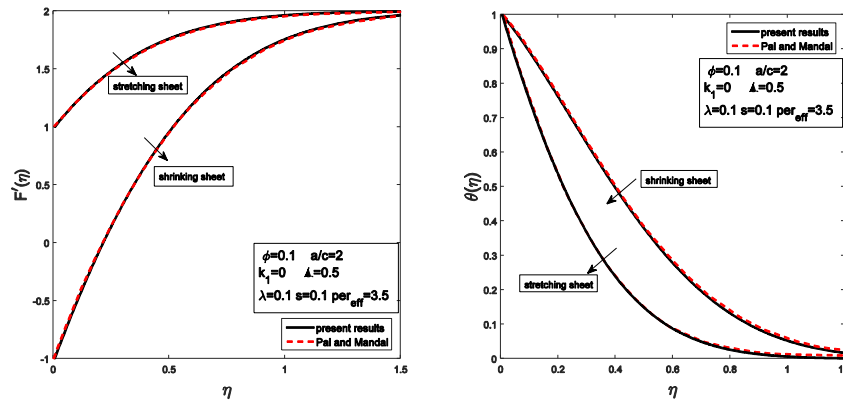 2
1.5
1
0.5
0
-0.5
-1
F'(η)
0
0.5
1
1.5
η
stretching sheet
shrinking sheet
ϕ=0.1 a/c=2
k1=0 Λ=0.5
λ=0.1 s=0.1 pereff=3.5
present results
Pal and Mandal
1
0.9
0.8
0.7
0.6
0.5
0.4
0.3
0.2
0.1
0
θ(η)
0
0.2
0.4
0.6
0.8
1
1.2
η
present results
Pal and Mandal
ϕ=0.1 a/c=2
k1=0 Λ=0.5
λ=0.1 s=0.1 pereff=3.5
shrinking sheet
stretching sheet